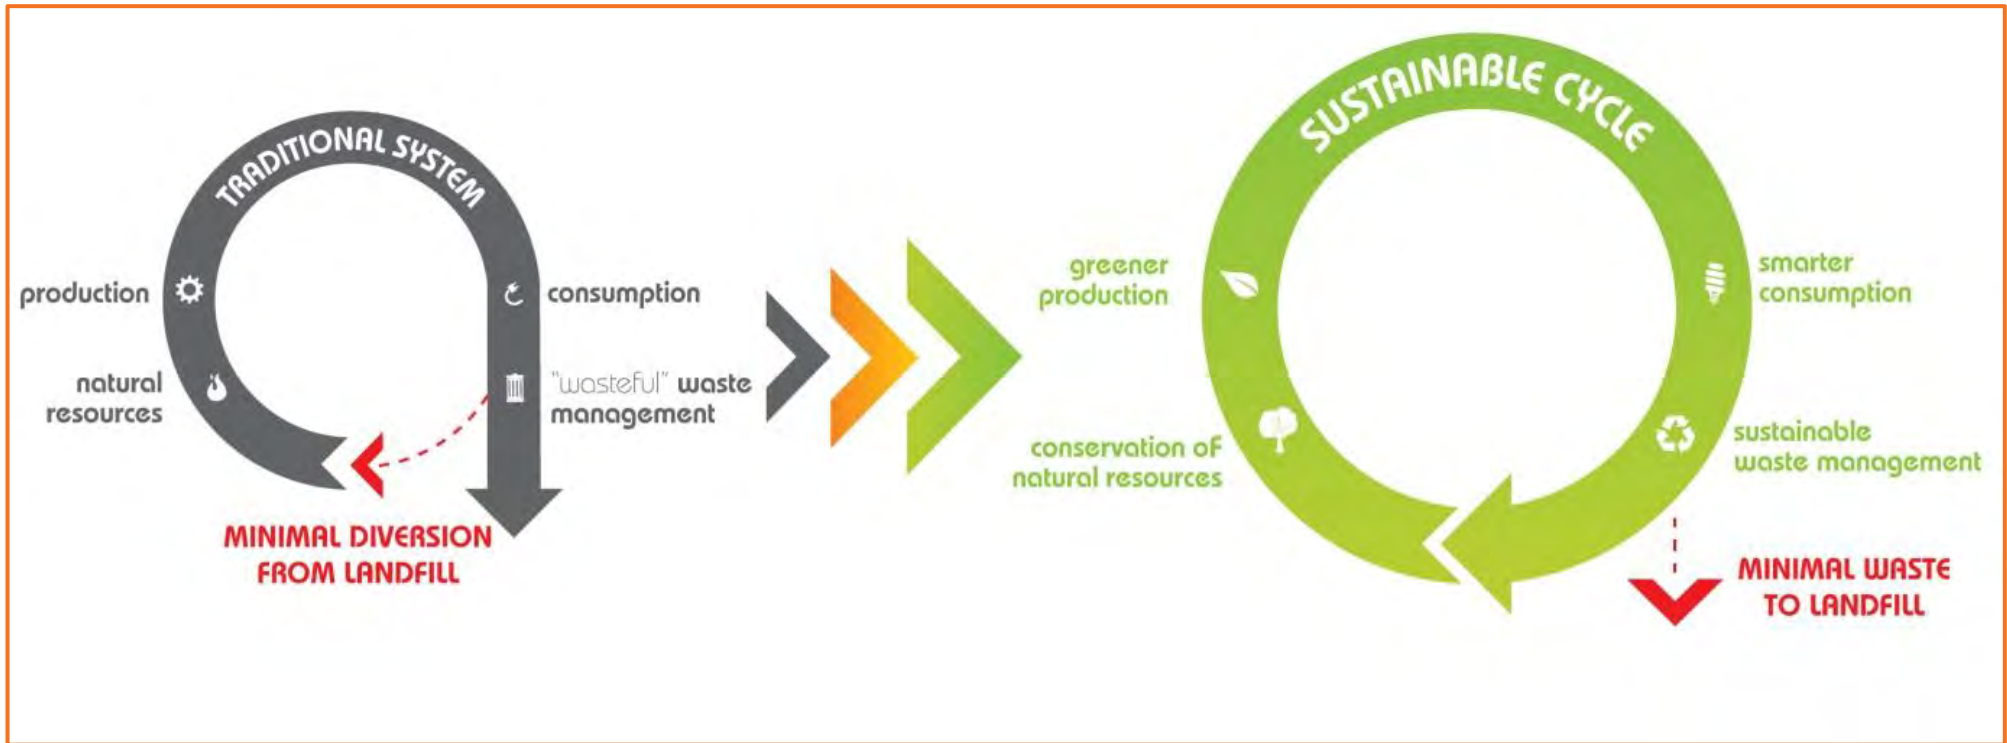 TRADITIONAL SYSTEM
production
consumption
natural
resources
"wasteful" waste
management
MINIMAL DIVERSION
FROM LANDFILL
SUSTAINABLE CYCLE
greener
production
smarter
consumption
conservation of
natural resources
sustainable
waste management
MINIMAL WASTE
TO LANDFILL